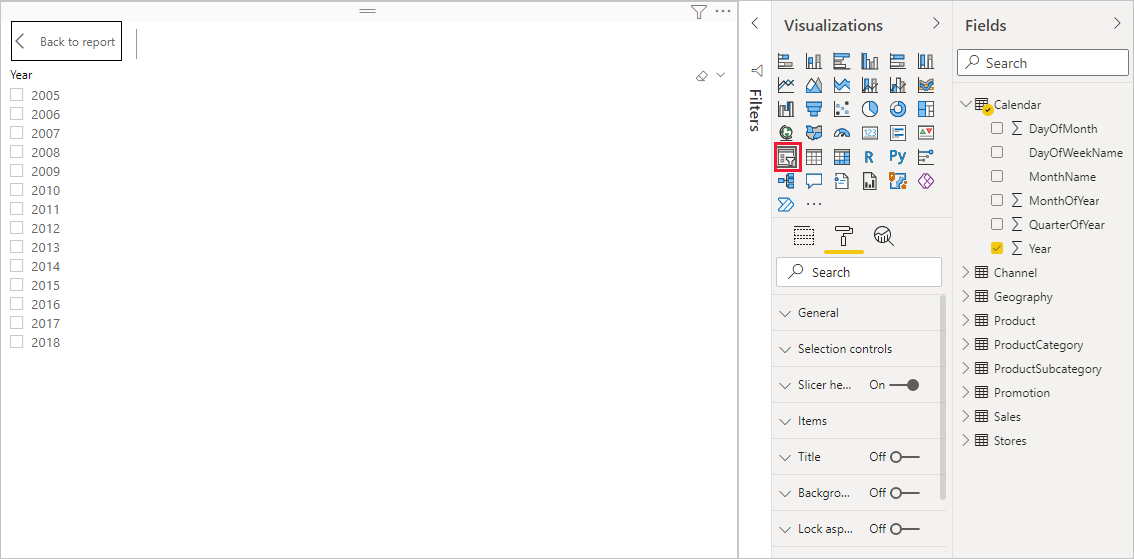 Back to report
Year
2005
2006
2007
2008
2009
2010
2011
2012
2013
2014
2015
2016
2017
2018
Filters
Visualizations
123
R
Py
Search
General
Selection controls
Slicer he... On
Items
Title Off
Backgro... Off
Lock asp... Off
Fields
Search
Calendar
∑ DayOfMonth
DayOfWeekName
MonthName
∑ MonthOfYear
∑ QuarterOfYear
∑ Year
Channel
Geography
Product
ProductCategory
ProductSubcategory
Promotion
Sales
Stores